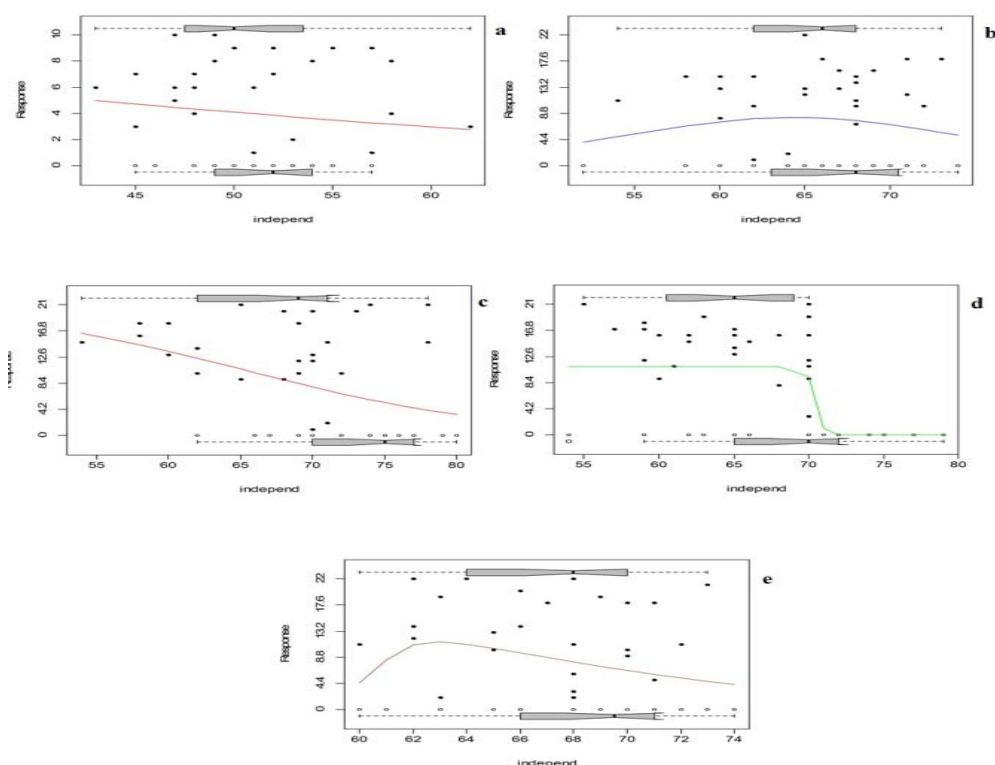 a
Response
10
8
6
4
2
0
45 50 55 60
independ
b
Response
22
17.6
13.2
8.8
4.4
0
55 60 65 70
independ
c
Response
21
16.8
12.6
8.4
4.2
0
55 60 65 70 75 80
independ
d
Response
21
16.8
12.6
8.4
4.2
0
55 60 65 70 75 80
independ
e
Response
22
17.6
13.2
8.8
4.4
0
60 62 64 66 68 70 72 74
independ